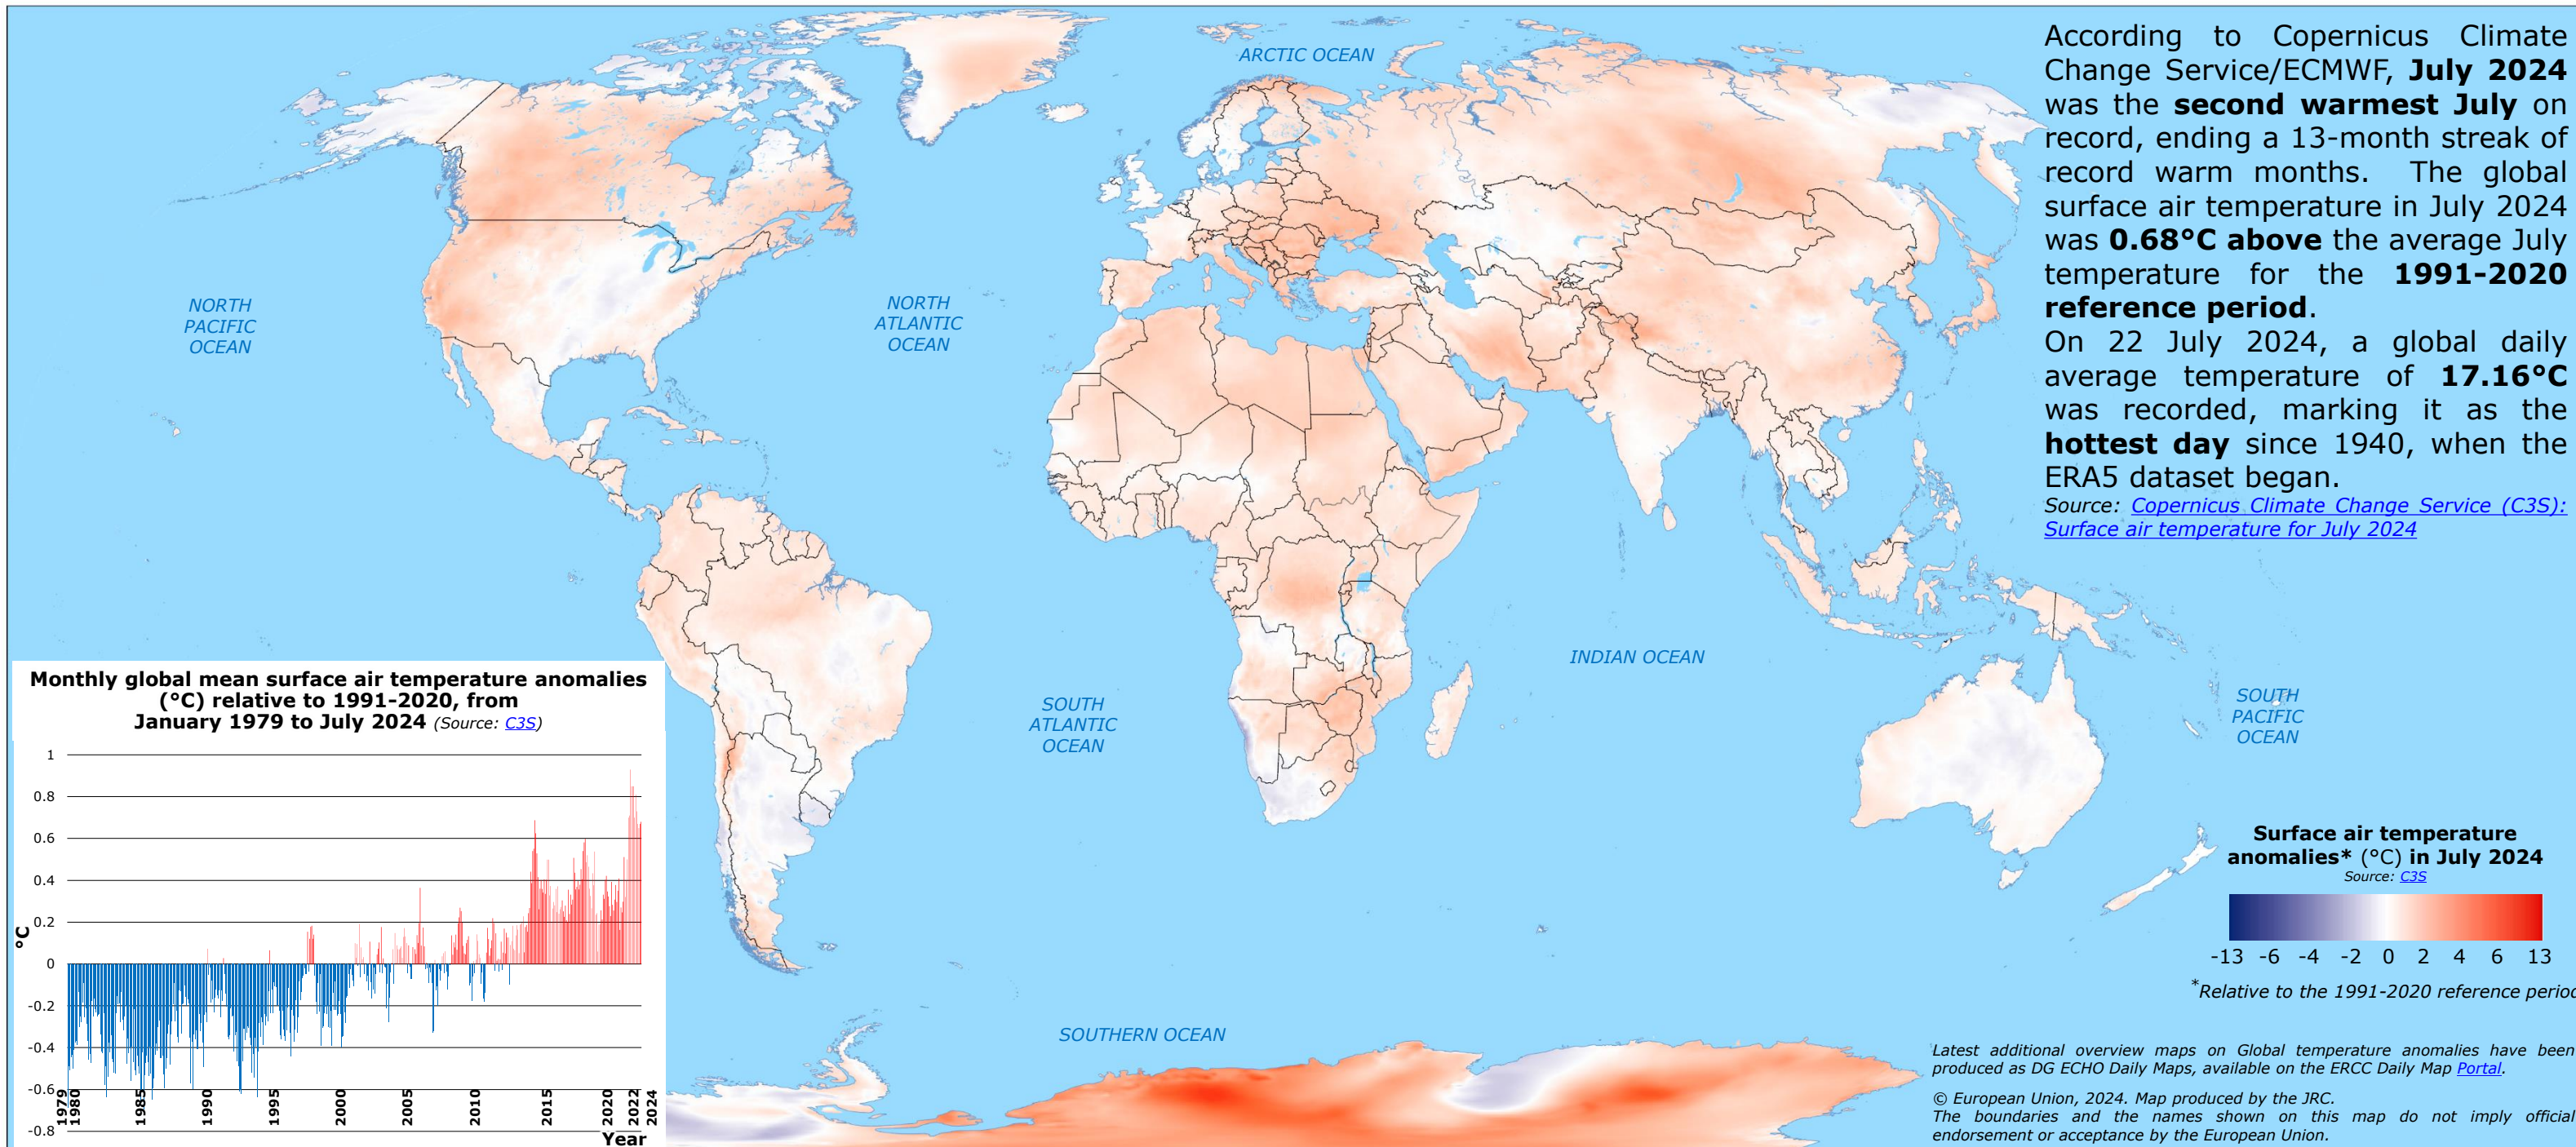 ARCTIC OCEAN
NORTH
PACIFIC
OCEAN
NORTH
ATLANTIC
OCEAN
INDIAN OCEAN
SOUTH
ATLANTIC
OCEAN
SOUTH
PACIFIC
OCEAN
SOUTHERN OCEAN
According to Copernicus Climate
Change Service/ECMWF, July 2024
was the second warmest July on
record, ending a 13-month streak of
record warm months. The global
surface air temperature in July 2024
was 0.68°C above the average July
temperature for the 1991-2020
reference period.
On 22 July 2024, a global daily
average temperature of 17.16°C
was recorded, marking it as the
hottest day since 1940, when the
ERA5 dataset began.
Source: Copernicus Climate Change Service (C3S):
Surface air temperature for July 2024
Monthly global mean surface air temperature anomalies
(°C) relative to 1991-2020, from
January 1979 to July 2024 (Source: C3S)
1
0.8
0.6
0.4
0.2
0
-0.2
-0.4
-0.6
-0.8
°C
1979
1980
1985
1990
1995
2000
2005
2010
2015
2020
2022
2024
Year
Surface air temperature
anomalies* (°C) in July 2024
Source: C3S
-13 -6 -4 -2 0 2 4 6 13
*Relative to the 1991-2020 reference period
Latest additional overview maps on Global temperature anomalies have been
produced as DG ECHO Daily Maps, available on the ERCC Daily Map Portal.
© European Union, 2024. Map produced by the JRC.
The boundaries and the names shown on this map do not imply official
endorsement or acceptance by the European Union.